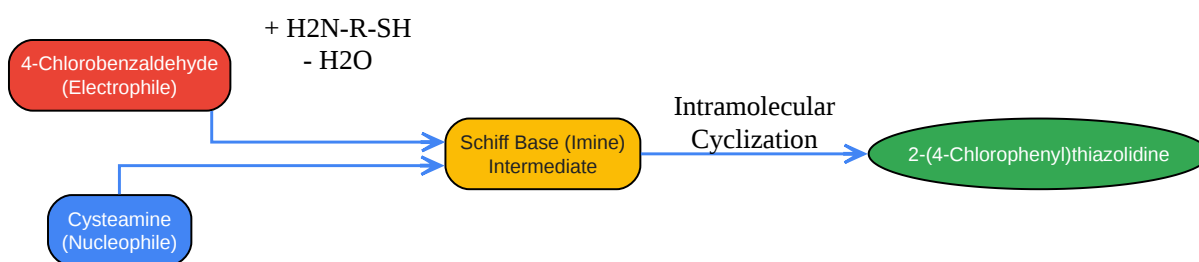 + H2N-R-SH
- H2O
4-Chlorobenzaldehyde
(Electrophile)
Schiff Base (Imine)
Intermediate
Intramolecular
Cyclization
2-(4-Chlorophenyl)thiazolidine
Cysteamine
(Nucleophile)